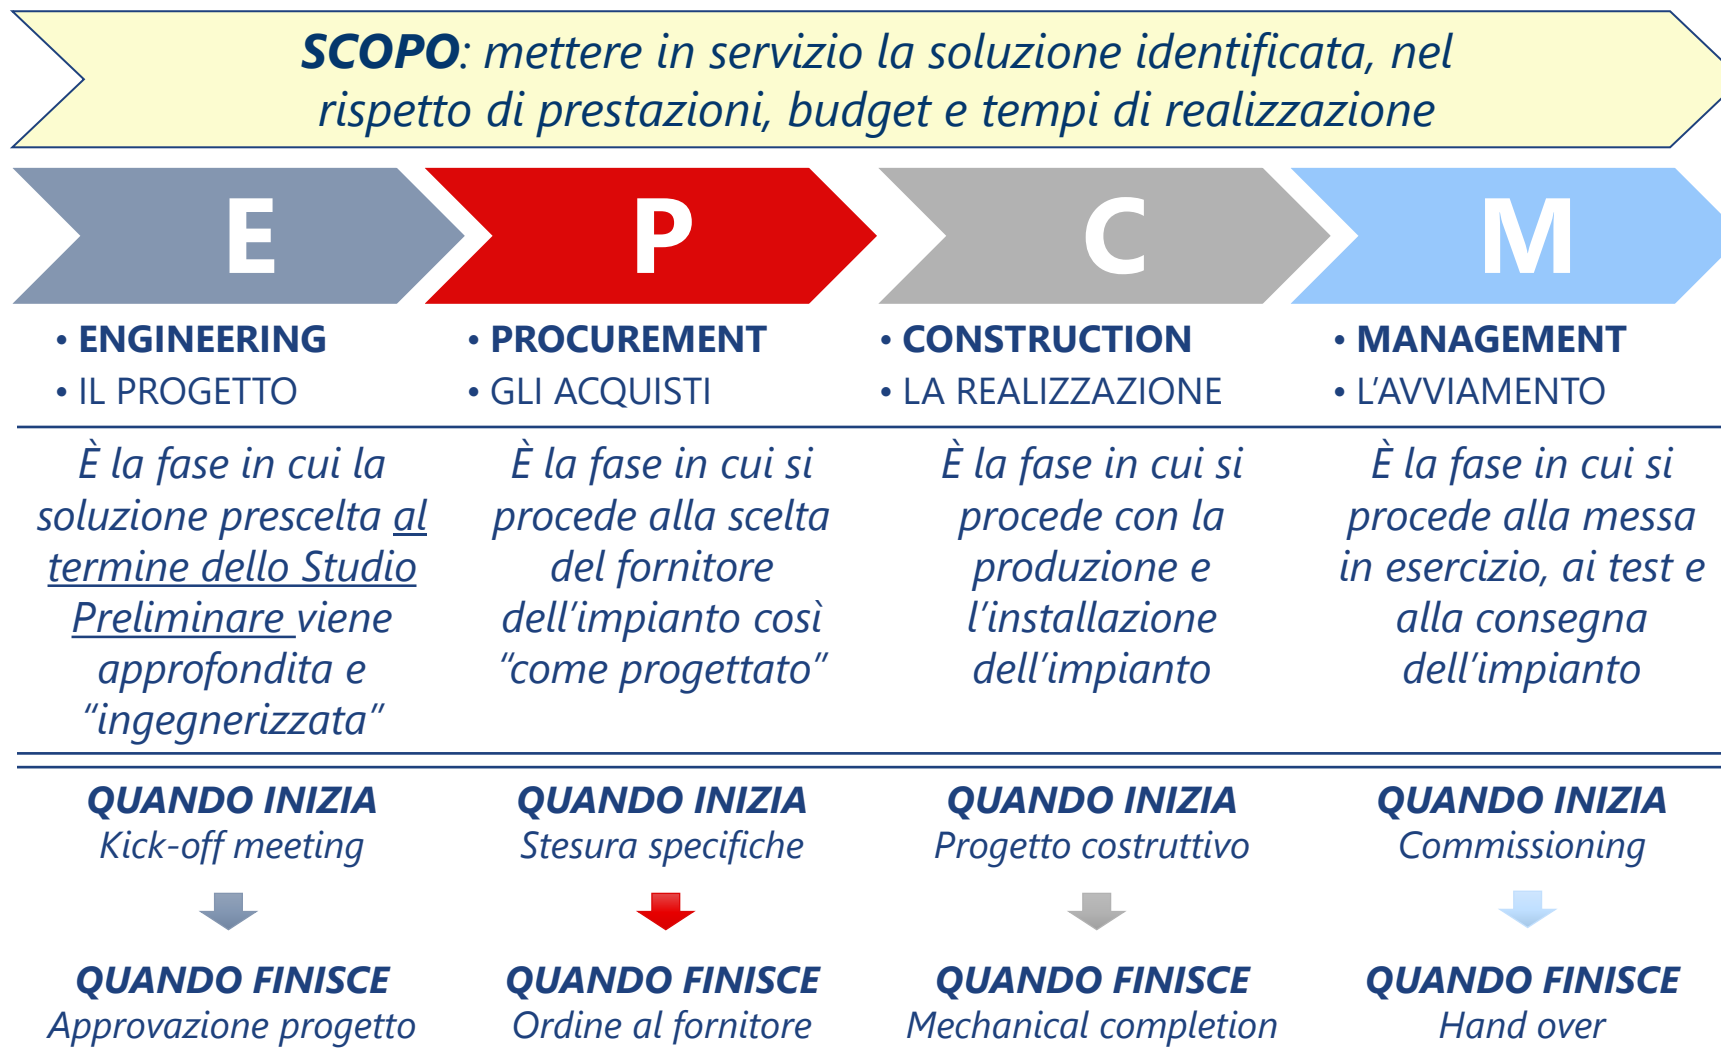 SCOPO: mettere in servizio la soluzione identificata, nel
rispetto di prestazioni, budget e tempi di realizzazione
E
P
C
M
• ENGINEERING
• IL PROGETTO
• PROCUREMENT
• GLI ACQUISTI
• CONSTRUCTION
• LA REALIZZAZIONE
• MANAGEMENT
• L’AVVIAMENTO
È la fase in cui la
soluzione prescelta al
termine dello Studio
Preliminare viene
approfondita e
“ingegnerizzata”
È la fase in cui si
procede alla scelta
del fornitore
dell’impianto così
“come progettato”
È la fase in cui si
procede con la
produzione e
l’installazione
dell’impianto
È la fase in cui si
procede alla messa
in esercizio, ai test e
alla consegna
dell’impianto
QUANDO INIZIA
Kick-off meeting
QUANDO FINISCE
Approvazione progetto
QUANDO INIZIA
Stesura specifiche
QUANDO FINISCE
Ordine al fornitore
QUANDO INIZIA
Progetto costruttivo
QUANDO FINISCE
Mechanical completion
QUANDO INIZIA
Commissioning
QUANDO FINISCE
Hand over